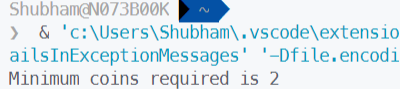 Shubham@N073B00K ~
❯ & 'c:\Users\Shubham\.vscode\extensio
ailsInExceptionMessages' '-Dfile.encodi
Minimum coins required is 2